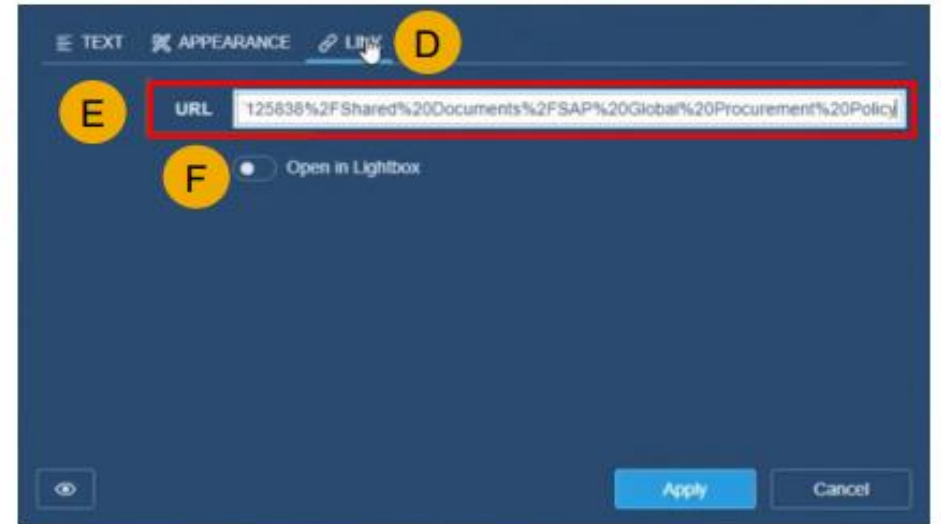 TEXT APPEARANCE LINK D
E URL 125838%2FShared%20Documents%2FSAP%20Global%20Procurement%20Policy
F Open in Lightbox
Apply Cancel